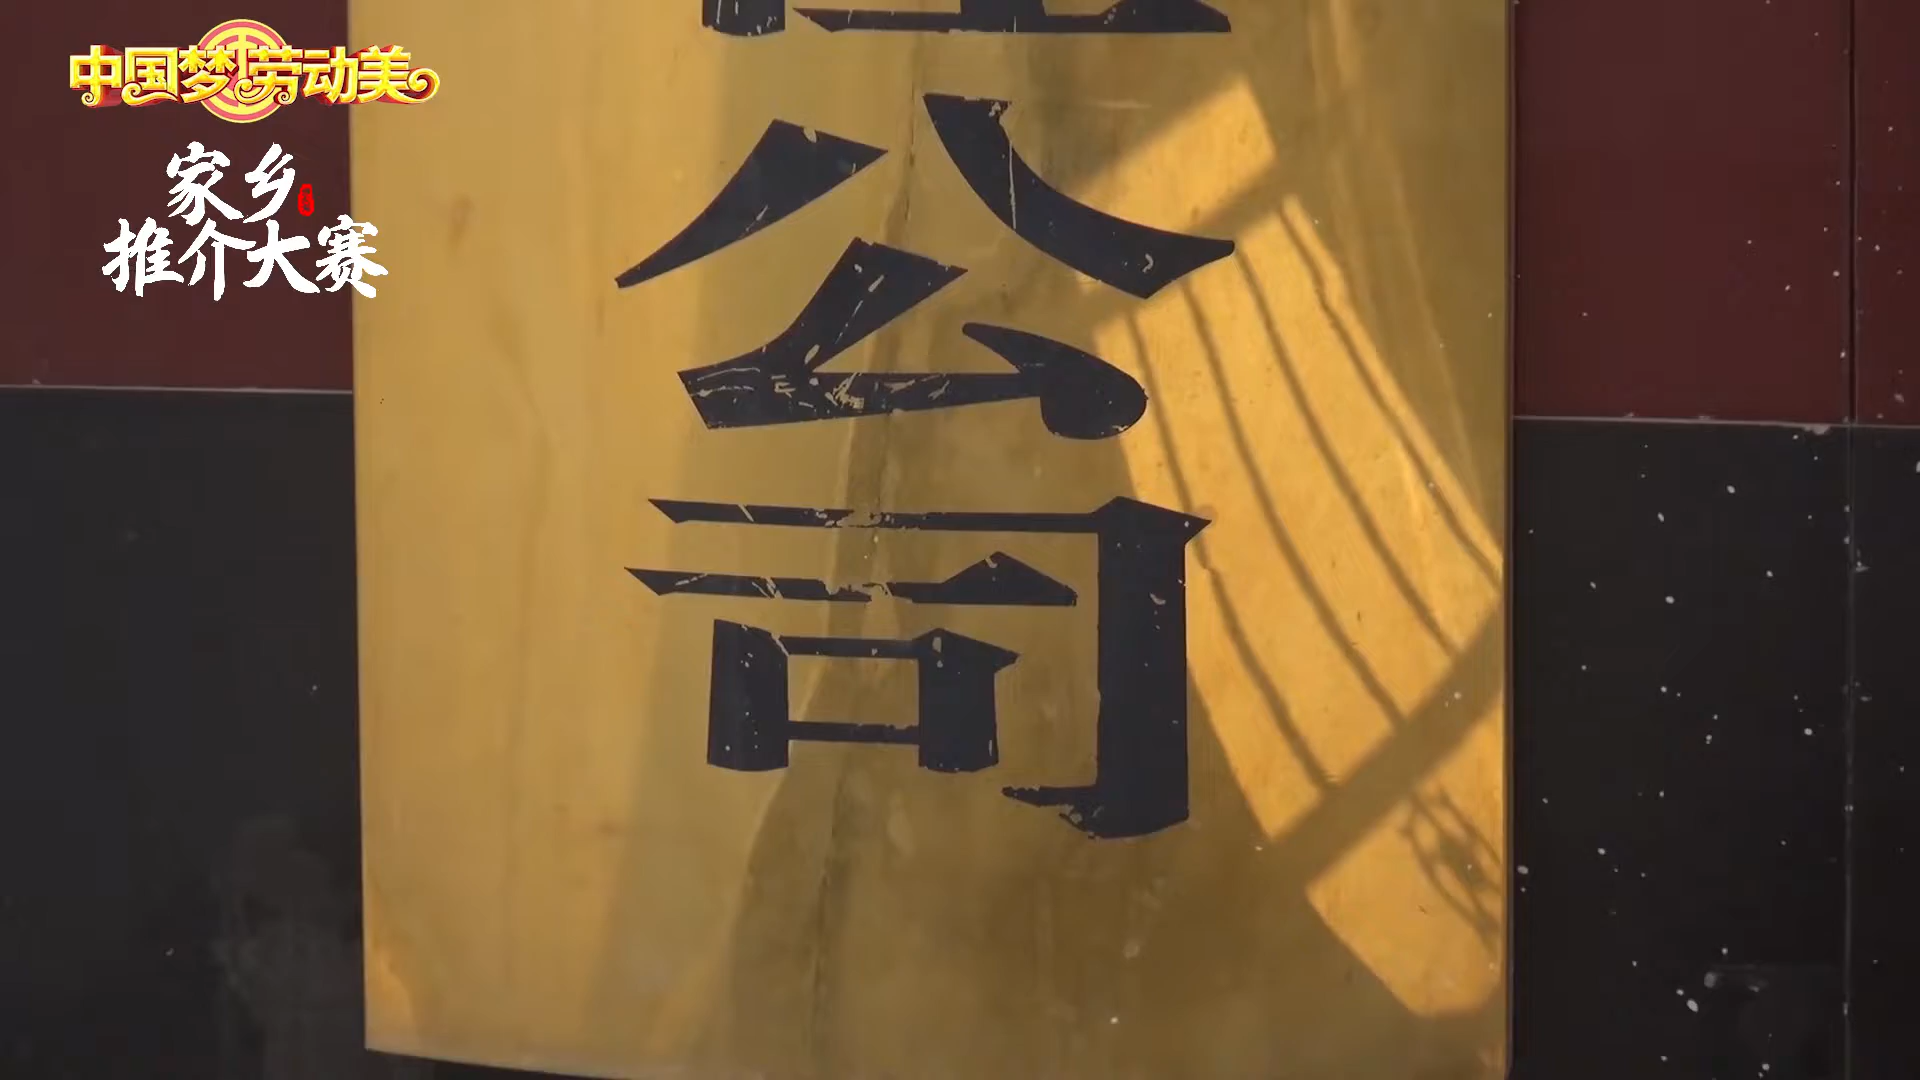 中国梦 劳动美
家乡
推介大赛
公
司